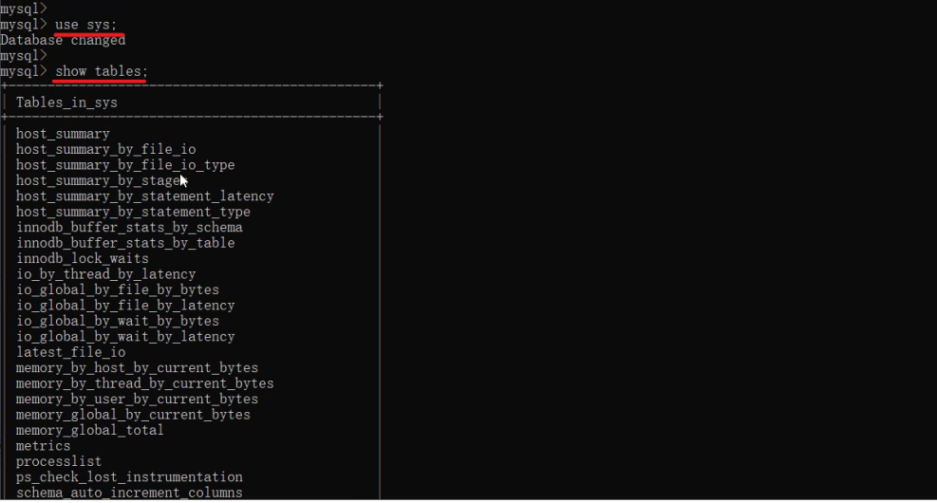 mysql>
mysql> use sys;
Database changed
mysql>
mysql> show tables;
Tables_in_sys
host_summary
host_summary_by_file_io
host_summary_by_file_io_type
host_summary_by_stages
host_summary_by_statement_latency
host_summary_by_statement_type
innodb_buffer_stats_by_schema
innodb_buffer_stats_by_table
innodb_lock_waits
io_by_thread_by_latency
io_global_by_file_by_bytes
io_global_by_file_by_latency
io_global_by_wait_by_bytes
io_global_by_wait_by_latency
latest_file_io
memory_by_host_by_current_bytes
memory_by_thread_by_current_bytes
memory_by_user_by_current_bytes
memory_global_by_current_bytes
memory_global_total
metrics
processlist
ps_check_lost_instrumentation
schema_auto_increment_columns